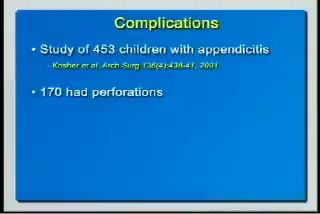 Complications
• Study of 453 children with appendicitis
– Krisher et al. Arch Surg 136(4):438-41, 2001
• 170 had perforations